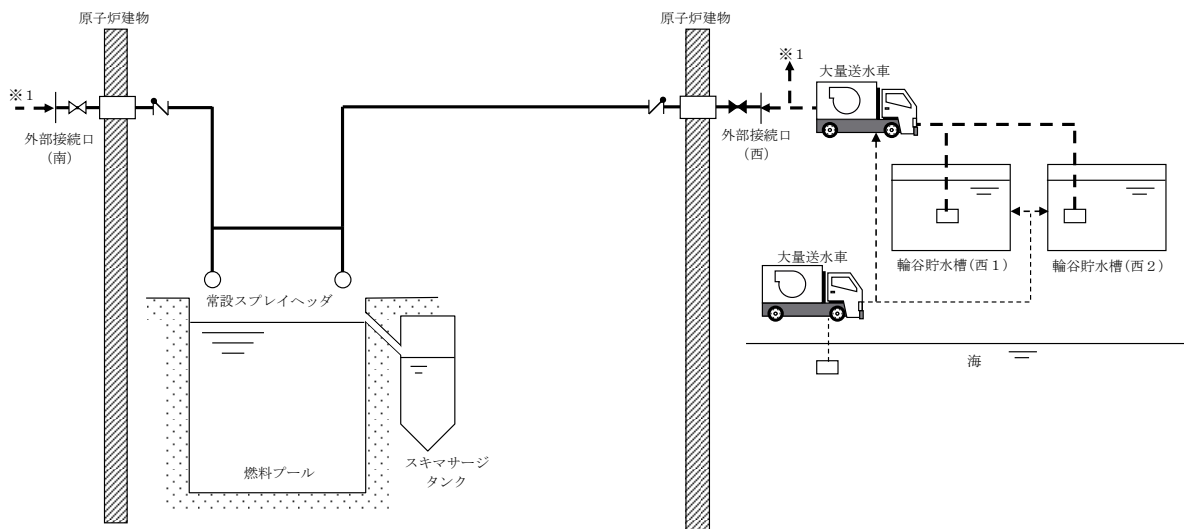 原子炉建物
原子炉建物
※1
※1
大量送水車
外部接続口
(南)
外部接続口
(西)
大量送水車
輪谷貯水槽(西1)
輪谷貯水槽(西2)
常設スプレイヘッダ
海
燃料プール
スキマサージ
タンク